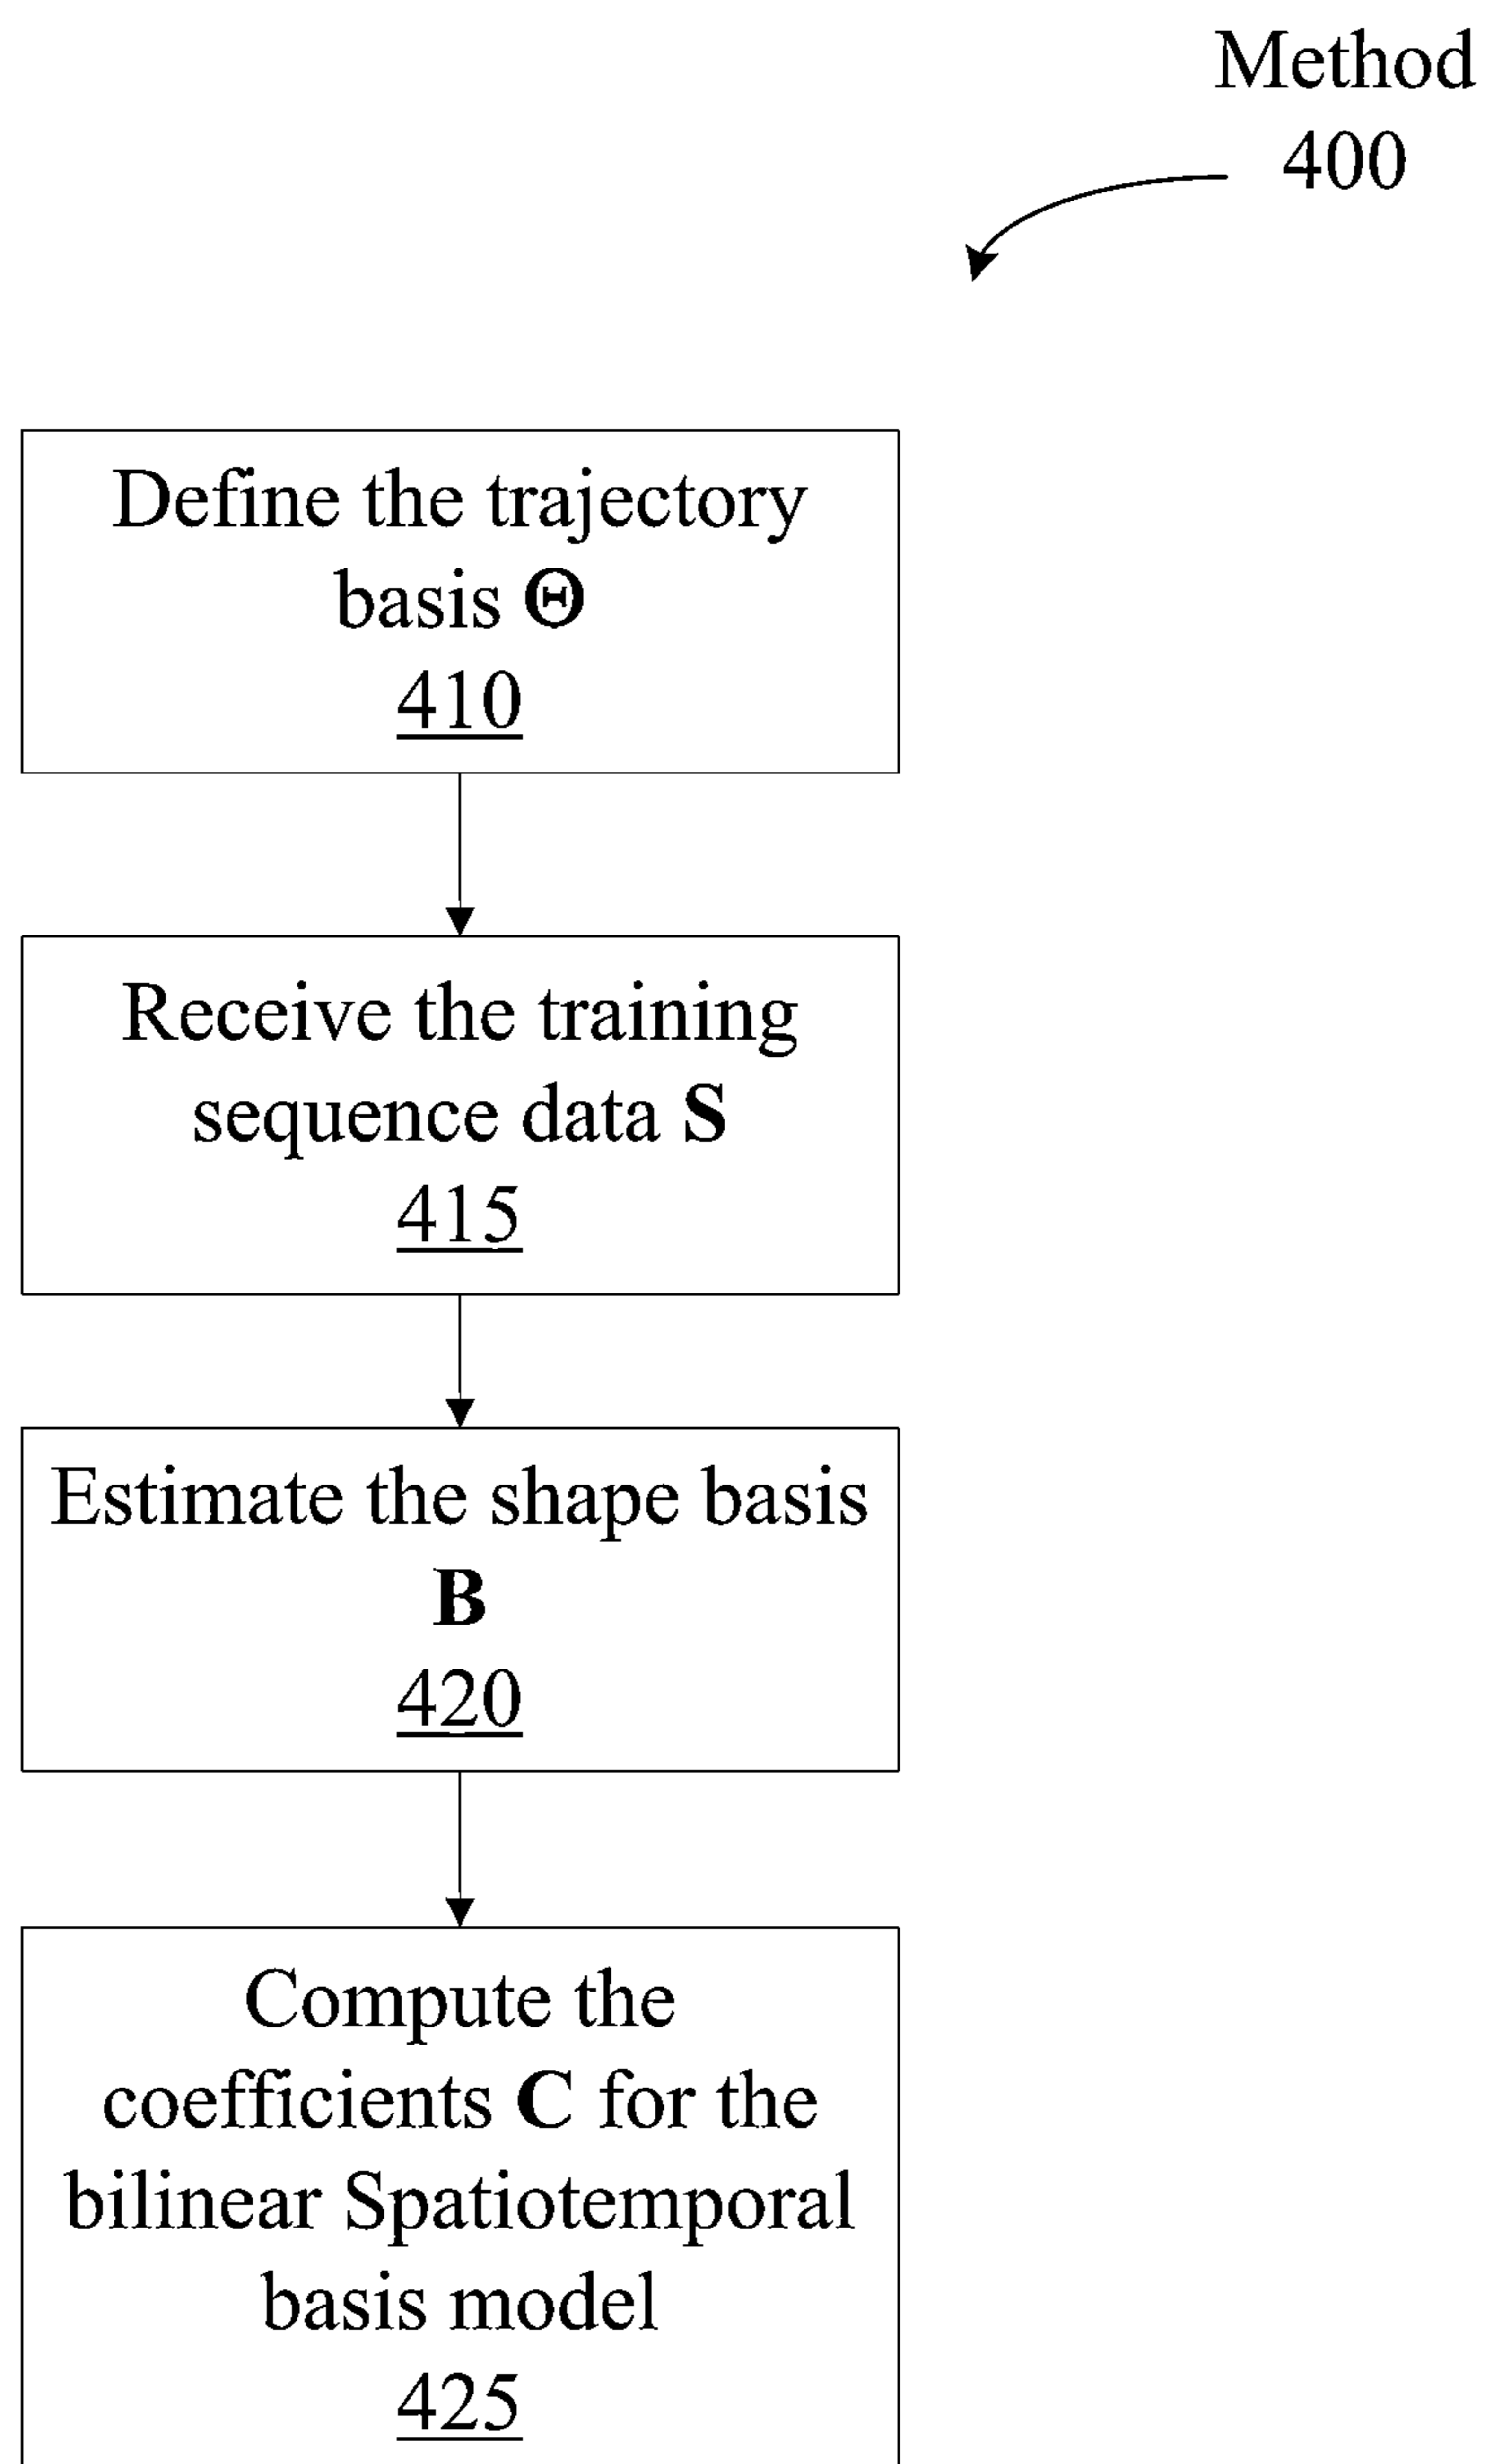 Method
400
Define the trajectory
basis Θ
410
Receive the training
sequence data S
415
Estimate the shape basis
B
420
Compute the
coefficients C for the
bilinear Spatiotemporal
basis model
425